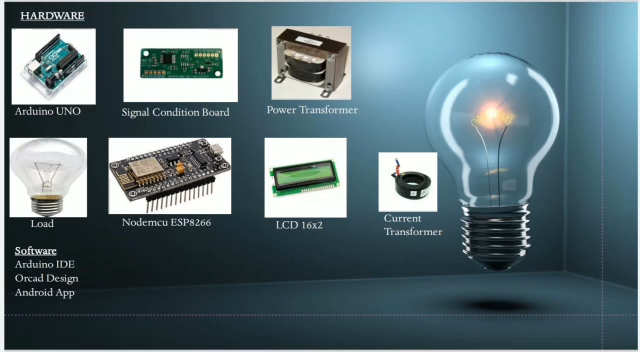 HARDWARE
Arduino UNO
Signal Condition Board
Power Transformer
Load
Nodemcu ESP8266
LCD 16x2
Current
Transformer
Software
Arduino IDE
Orcad Design
Android App